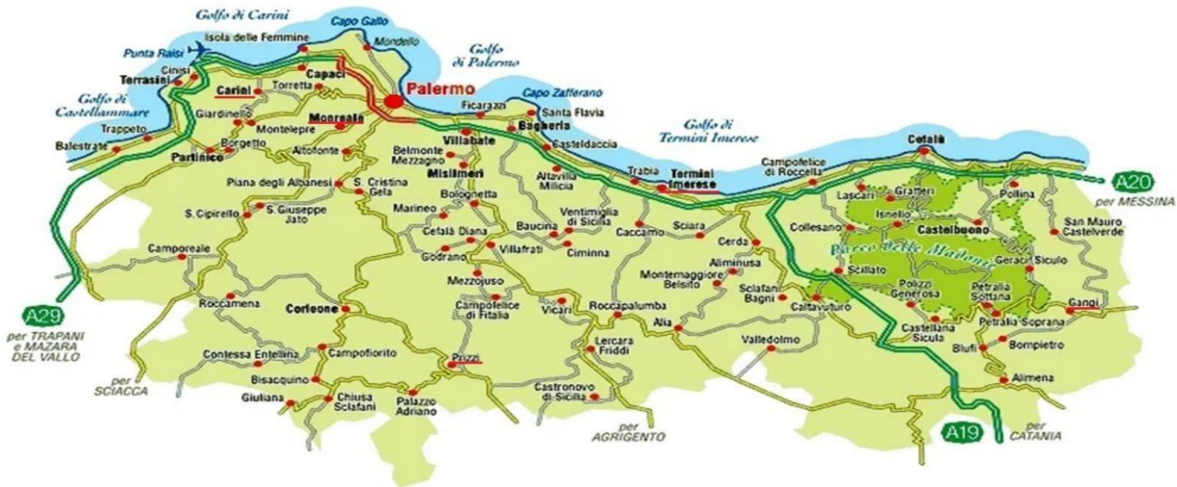 Golfo di Carini
Capo Gallo
Isola delle Femmine
Mondello
Punta Raisi
Golfo
di Palermo
Cinisi
Terrasini
Capaci
Carini
Torretta
Palermo
Capo Zafferano
Golfo di
Castellammare
Ficarazzi
Santa Flavia
Giardinello
Monreale
Bagheria
Golfo di
Termini Imerese
Trappeto
Montelepre
Villabate
Casteldaccia
Cefalù
Balestrate
Borgetto
Partinico
Altofonte
Belmonte
Mezzagno
Misilmeri
Altavilla
Milicia
Trabia
Termini
Imerese
Campofelice
di Roccella
A20
per MESSINA
Piana degli Albanesi
S. Cristina
Gela
Bolognetta
Lascari
Gratteri
Pollina
S. Cipirello
S. Giuseppe
Jato
Marineo
Ventimiglia
di Sicilia
Baucina
Caccamo
Sciara
Collesano
Isnello
Castelbuono
San Mauro
Castelverde
Cefalà Diana
Villafrati
Ciminna
Cerda
Parco delle Madonie
Camporeale
Godrano
Aliminusa
Scillato
Geraci Siculo
Mezzojuso
Montemaggiore
Belsito
Sclafani
Bagni
Polizzi
Generosa
Petralia
Sottana
Roccamena
Corleone
Campofelice
di Fitalia
Vicari
Roccapalumba
Caltavuturo
Gangi
A29
per TRAPANI
e MAZARA
DEL VALLO
Alia
Castellana
Sicula
Petralia Soprana
Contessa Entellina
Campofiorito
Prizzi
Lercara
Friddi
Valledolmo
Blufi
Bompietro
per
SCIACCA
Bisacquino
Castronovo
di Sicilia
Alimena
Giuliana
Chiusa
Sclafani
Palazzo
Adriano
per
AGRIGENTO
A19
per
CATANIA